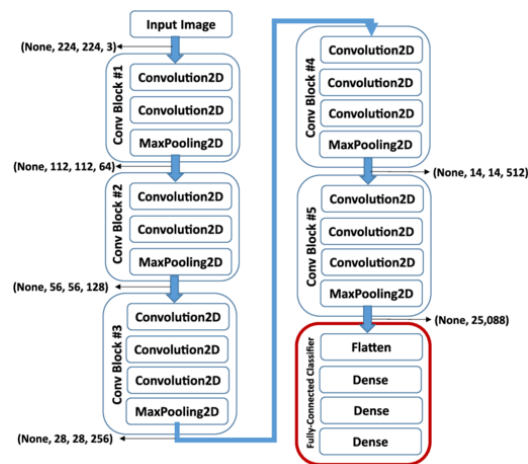 Input Image
(None, 224, 224, 3)
Conv Block #1
Convolution2D
Convolution2D
MaxPooling2D
(None, 112, 112, 64)
Conv Block #2
Convolution2D
Convolution2D
MaxPooling2D
(None, 56, 56, 128)
Conv Block #3
Convolution2D
Convolution2D
Convolution2D
MaxPooling2D
(None, 28, 28, 256)
Conv Block #4
Convolution2D
Convolution2D
Convolution2D
MaxPooling2D
(None, 14, 14, 512)
Conv Block #5
Convolution2D
Convolution2D
Convolution2D
MaxPooling2D
(None, 25,088)
Fully-Connected Classifier
Flatten
Dense
Dense
Dense